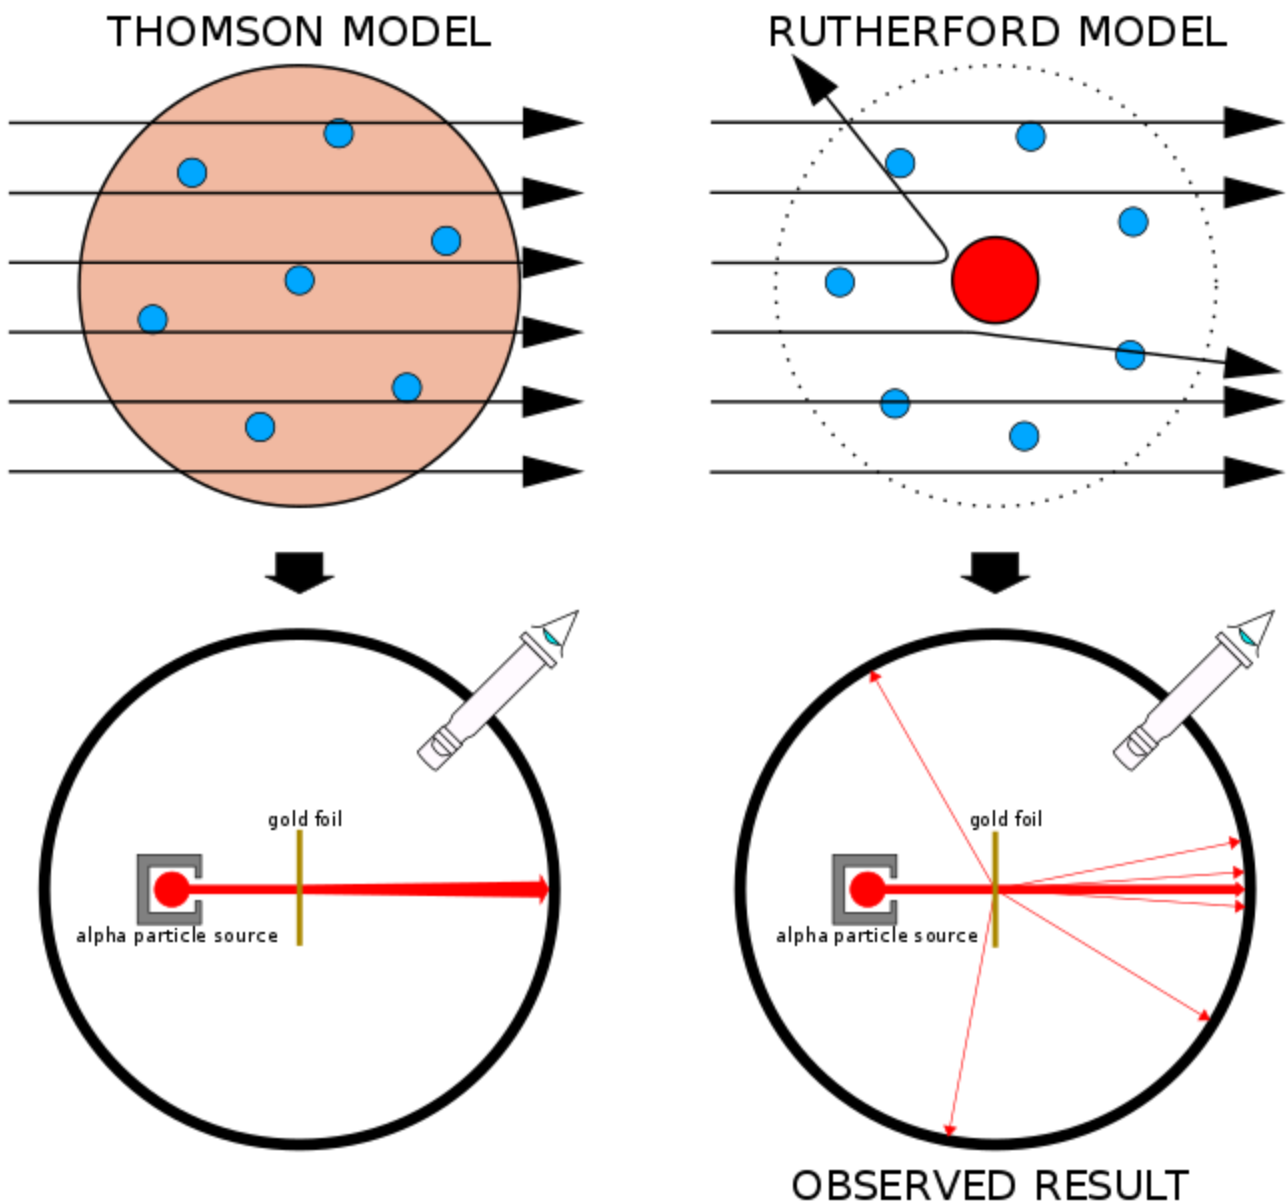 THOMSON MODEL
RUTHERFORD MODEL
gold foil
alpha particle source
gold foil
alpha particle source
OBSERVED RESULT